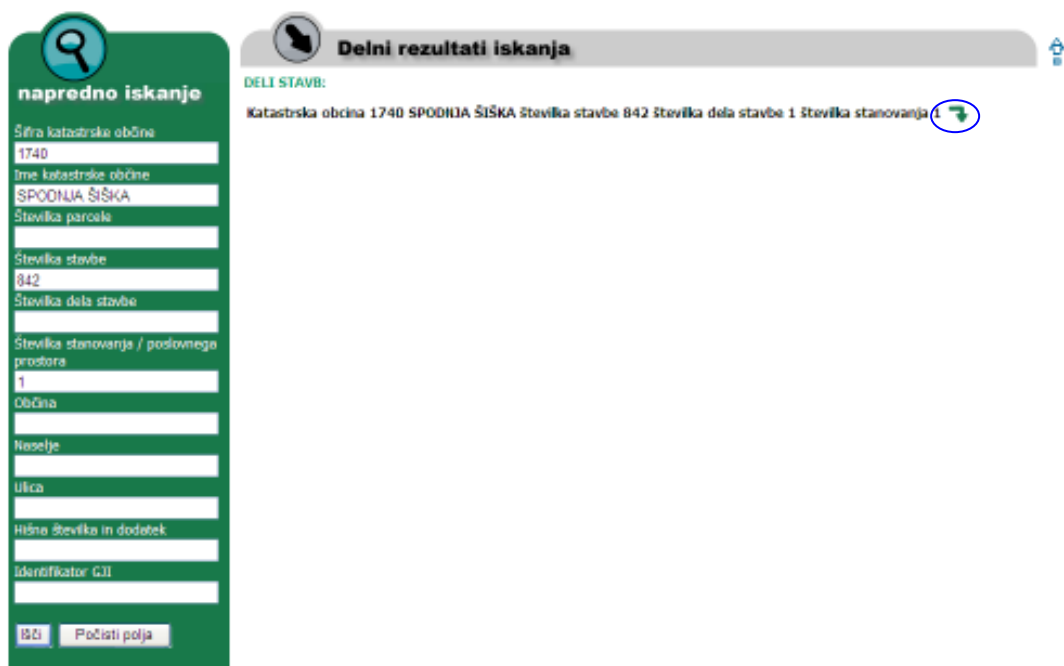 napredno iskanje
Šifra katastrske občine
1740
Ime katastrske občine
SPODNJA ŠIŠKA
Številka parcele
Številka stavbe
842
Številka dela stavbe
Številka stanovanja / poslovnega
prostora
1
Občina
Naselje
Ulica
Hišna številka in dodatek
Identifikator GJI
Išči
Počisti polja
Delni rezultati iskanja
DELI STAVB:
Katastrska obcina 1740 SPODNJA ŠIŠKA številka stavbe 842 številka dela stavbe 1 številka stanovanja 1